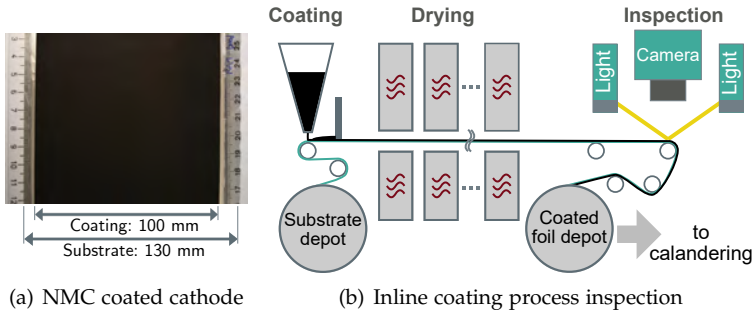 Coating
Drying
Inspection
Light
Camera
Light
Coating: 100 mm
Substrate: 130 mm
Substrate
depot
Coated
foil depot
to
calandering
(a) NMC coated cathode
(b) Inline coating process inspection